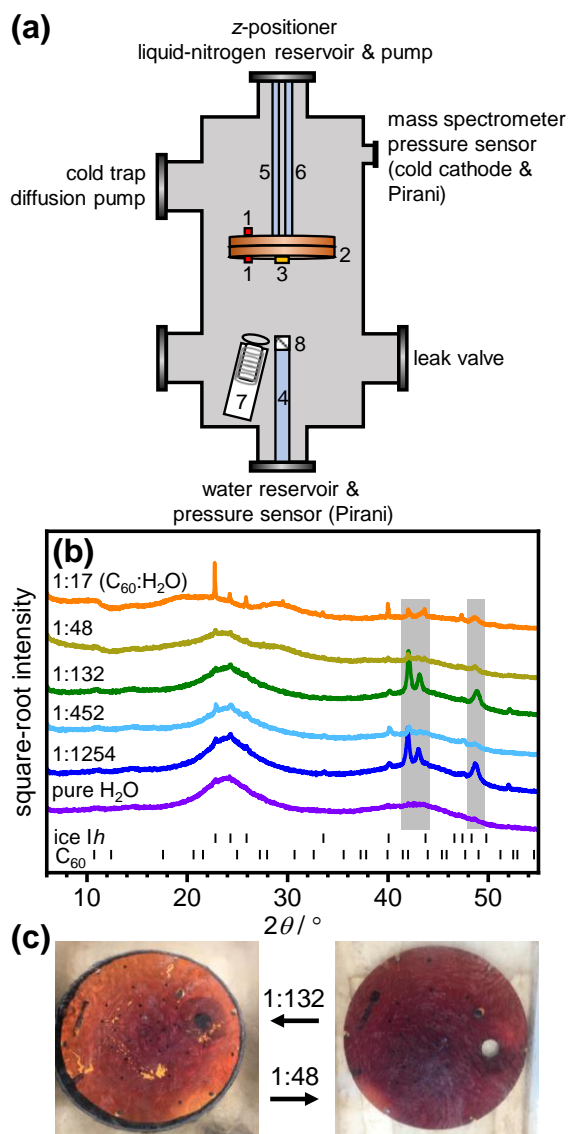 (a)
z-positioner
liquid-nitrogen reservoir & pump
mass spectrometer
pressure sensor
(cold cathode &
Pirani)
cold trap
diffusion pump
5
6
1
2
1
3
8
leak valve
7
4
water reservoir &
pressure sensor (Pirani)
(b)
1:17 (C₆₀:H₂O)
1:48
1:132
1:452
1:1254
pure H₂O
ice Ih
C₆₀
square-root intensity
10
20
30
40
50
2θ / °
(c)
1:132
1:48